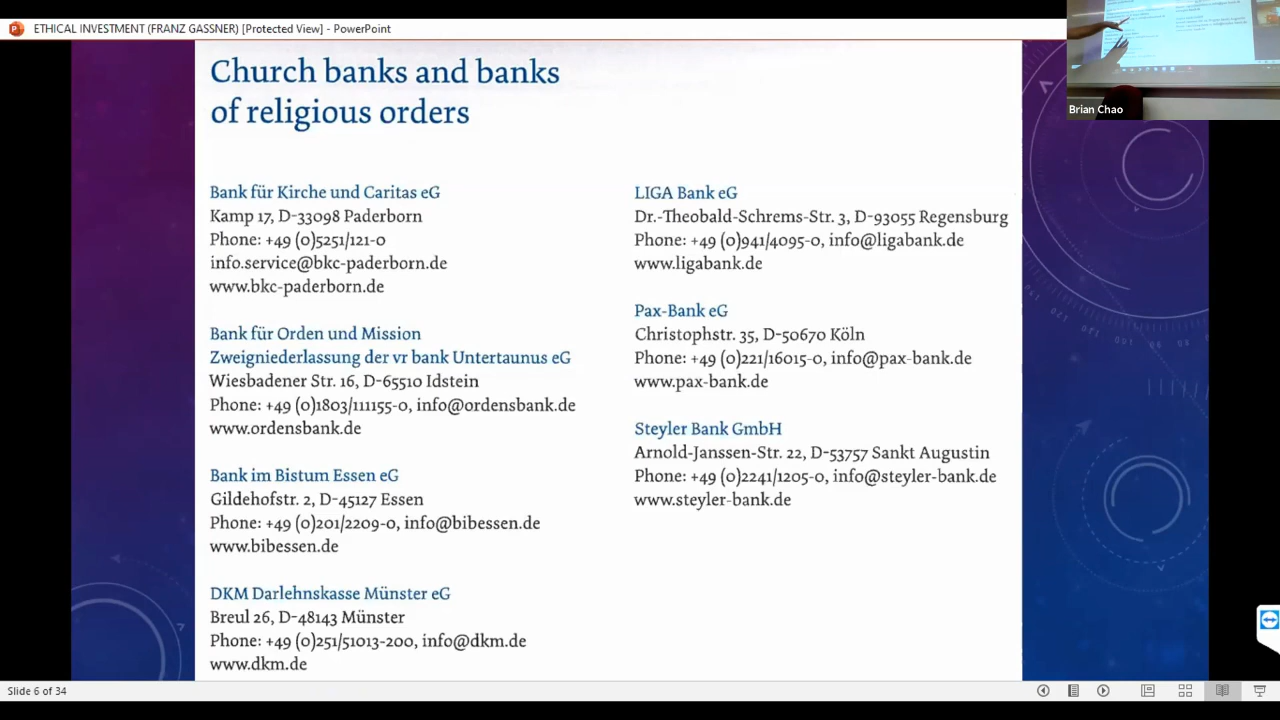 ETHICAL INVESTMENT (FRANZ GASSNER) [Protected View] - PowerPoint
Brian Chao
Church banks and banks
of religious orders
Bank für Kirche und Caritas eG
Kamp 17, D-33098 Paderborn
Phone: +49 (0)5251/121-0
info.service@bkc-paderborn.de
www.bkc-paderborn.de
Bank für Orden und Mission
Zweigniederlassung der vr bank Untertaunus eG
Wiesbadener Str. 16, D-65510 Idstein
Phone: +49 (0)1803/111155-0, info@ordensbank.de
www.ordensbank.de
Bank im Bistum Essen eG
Gildehofstr. 2, D-45127 Essen
Phone: +49 (0)201/2209-0, info@bibessen.de
www.bibessen.de
DKM Darlehnskasse Münster eG
Breul 26, D-48143 Münster
Phone: +49 (0)251/51013-200, info@dkm.de
www.dkm.de
LIGA Bank eG
Dr.-Theobald-Schrems-Str. 3, D-93055 Regensburg
Phone: +49 (0)941/4095-0, info@ligabank.de
www.ligabank.de
Pax-Bank eG
Christophstr. 35, D-50670 Köln
Phone: +49 (0)221/16015-0, info@pax-bank.de
www.pax-bank.de
Steyler Bank GmbH
Arnold-Janssen-Str. 22, D-53757 Sankt Augustin
Phone: +49 (0)2241/1205-0, info@steyler-bank.de
www.steyler-bank.de
Slide 6 of 34